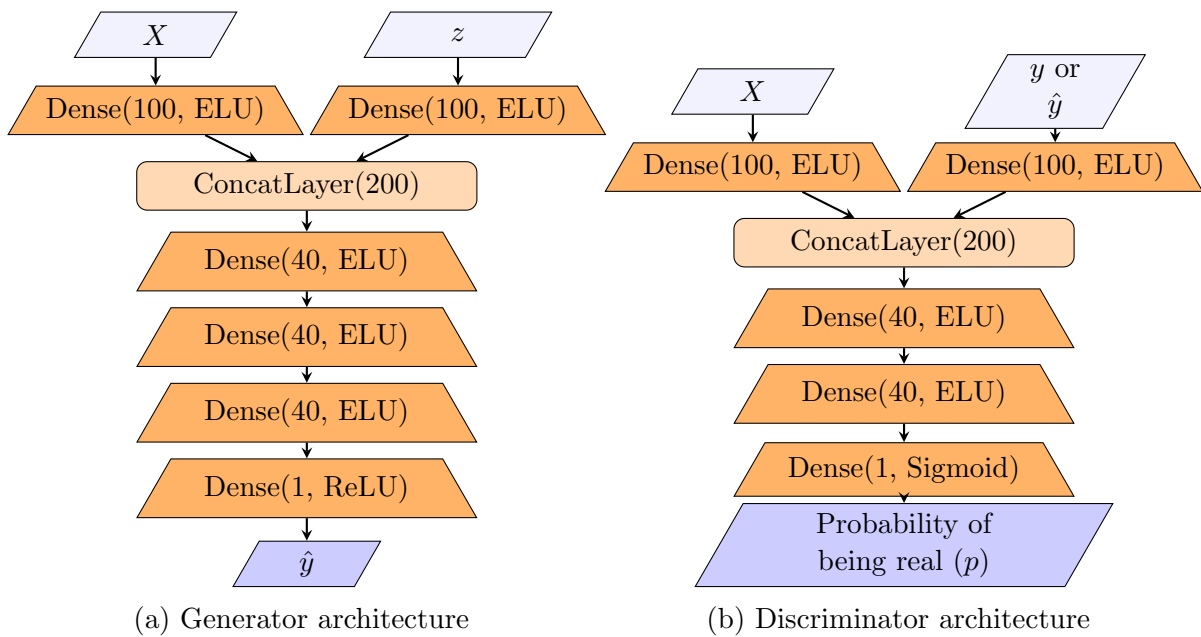 X
z
Dense(100, ELU)
Dense(100, ELU)
ConcatLayer(200)
Dense(40, ELU)
Dense(40, ELU)
Dense(40, ELU)
Dense(1, ReLU)
ŷ
(a) Generator architecture
X
y or
ŷ
Dense(100, ELU)
Dense(100, ELU)
ConcatLayer(200)
Dense(40, ELU)
Dense(40, ELU)
Dense(1, Sigmoid)
Probability of
being real (p)
(b) Discriminator architecture